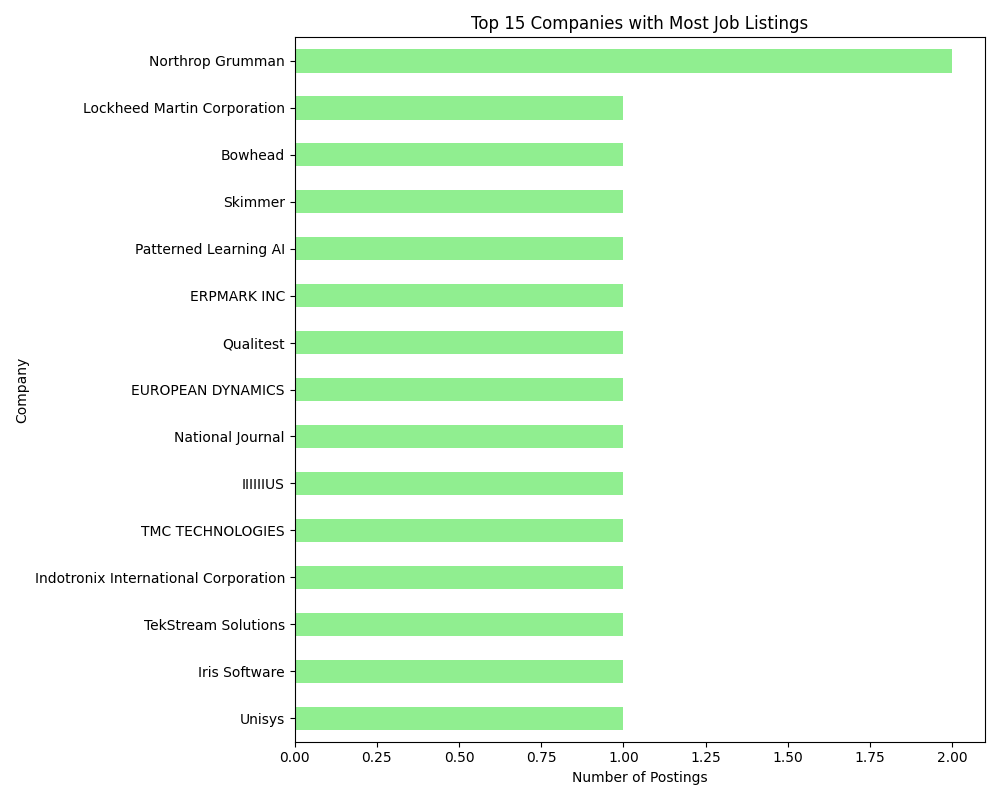 Top 15 Companies with Most Job Listings
Northrop Grumman
Lockheed Martin Corporation
Bowhead
Skimmer
Patterned Learning AI
ERPMARK INC
Qualitest
EUROPEAN DYNAMICS
National Journal
IIIIIIUS
TMC TECHNOLOGIES
Indotronix International Corporation
TekStream Solutions
Iris Software
Unisys
Company
0.00 0.25 0.50 0.75 1.00 1.25 1.50 1.75 2.00
Number of Postings